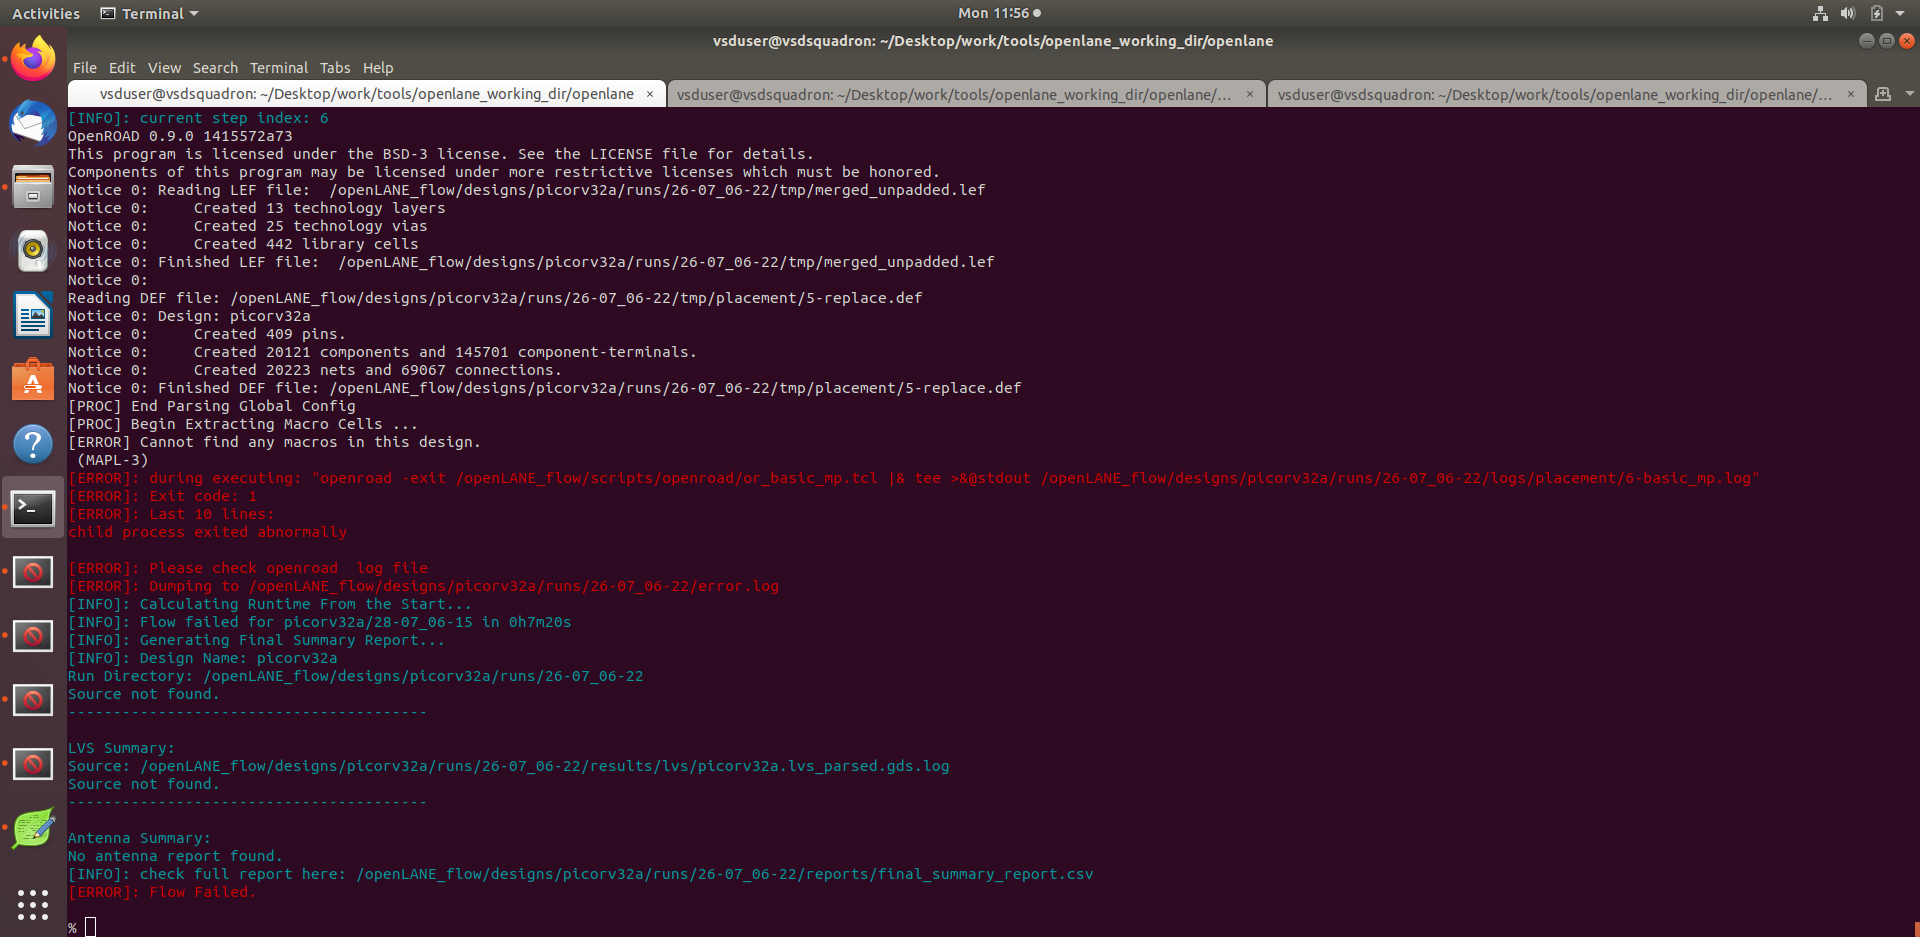 Activities Terminal Mon 11:56
vsduser@vsdsquadron: ~/Desktop/work/tools/openlane_working_dir/openlane
File Edit View Search Terminal Tabs Help
vsduser@vsdsquadron: ~/Desktop/work/tools/openlane_working_dir/openlane × vsduser@vsdsquadron: ~/Desktop/work/tools/openlane_working_dir/openlane/... × vsduser@vsdsquadron: ~/Desktop/work/tools/openlane_working_dir/openlane/... ×
[INFO]: current step index: 6
OpenROAD 0.9.0 1415572a73
This program is licensed under the BSD-3 license. See the LICENSE file for details.
Components of this program may be licensed under more restrictive licenses which must be honored.
Notice 0: Reading LEF file:  /openLANE_flow/designs/picorv32a/runs/26-07_06-22/tmp/merged_unpadded.lef
Notice 0:     Created 13 technology layers
Notice 0:     Created 25 technology vias
Notice 0:     Created 442 library cells
Notice 0: Finished LEF file:  /openLANE_flow/designs/picorv32a/runs/26-07_06-22/tmp/merged_unpadded.lef
Notice 0:
Reading DEF file: /openLANE_flow/designs/picorv32a/runs/26-07_06-22/tmp/placement/5-replace.def
Notice 0: Design: picorv32a
Notice 0:     Created 409 pins.
Notice 0:     Created 20121 components and 145701 component-terminals.
Notice 0:     Created 20223 nets and 69067 connections.
Notice 0: Finished DEF file: /openLANE_flow/designs/picorv32a/runs/26-07_06-22/tmp/placement/5-replace.def
[PROC] End Parsing Global Config
[PROC] Begin Extracting Macro Cells ...
[ERROR] Cannot find any macros in this design.
 (MAPL-3)
[ERROR]: during executing: "openroad -exit /openLANE_flow/scripts/openroad/or_basic_mp.tcl |& tee >&@stdout /openLANE_flow/designs/picorv32a/runs/26-07_06-22/logs/placement/6-basic_mp.log"
[ERROR]: Exit code: 1
[ERROR]: Last 10 lines:
child process exited abnormally
[ERROR]: Please check openroad  log file
[ERROR]: Dumping to /openLANE_flow/designs/picorv32a/runs/26-07_06-22/error.log
[INFO]: Calculating Runtime From the Start...
[INFO]: Flow failed for picorv32a/28-07_06-15 in 0h7m20s
[INFO]: Generating Final Summary Report...
[INFO]: Design Name: picorv32a
Run Directory: /openLANE_flow/designs/picorv32a/runs/26-07_06-22
Source not found.
----------------------------------------
LVS Summary:
Source: /openLANE_flow/designs/picorv32a/runs/26-07_06-22/results/lvs/picorv32a.lvs_parsed.gds.log
Source not found.
----------------------------------------
Antenna Summary:
No antenna report found.
[INFO]: check full report here: /openLANE_flow/designs/picorv32a/runs/26-07_06-22/reports/final_summary_report.csv
[ERROR]: Flow Failed.
%